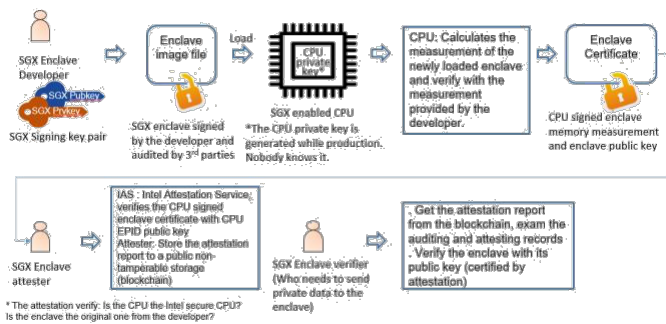 SGX Enclave
Developer
SGX Pubkey
SGX Prvkey
SGX Signing key pair
Enclave
image file
SGX enclave signed
by the developer and
audited by 3rd parties
Load
CPU
private
key*
SGX enabled CPU
*The CPU private key is
generated while production.
Nobody knows it.
CPU: Calculates the
measurement of the
newly loaded enclave
and verify with the
measurement
provided by the
developer.
Enclave
Certificate
CPU signed enclave
memory measurement
and enclave public key
SGX Enclave
attester
IAS : Intel Attestation Service
verifies the CPU signed
enclave certificate with CPU
EPID public key
Attester: Store the attestation
report to a public non-
tamperable storage
(blockchain)
SGX Enclave verifier
(Who needs to send
private data to the
enclave)
. Get the attestation report
from the blockchain, exam the
auditing and attesting records
. Verify the enclave with its
public key (certified by
attestation)
* The attestation verify: Is the CPU the Intel secure CPU?
Is the enclave the original one from the developer?